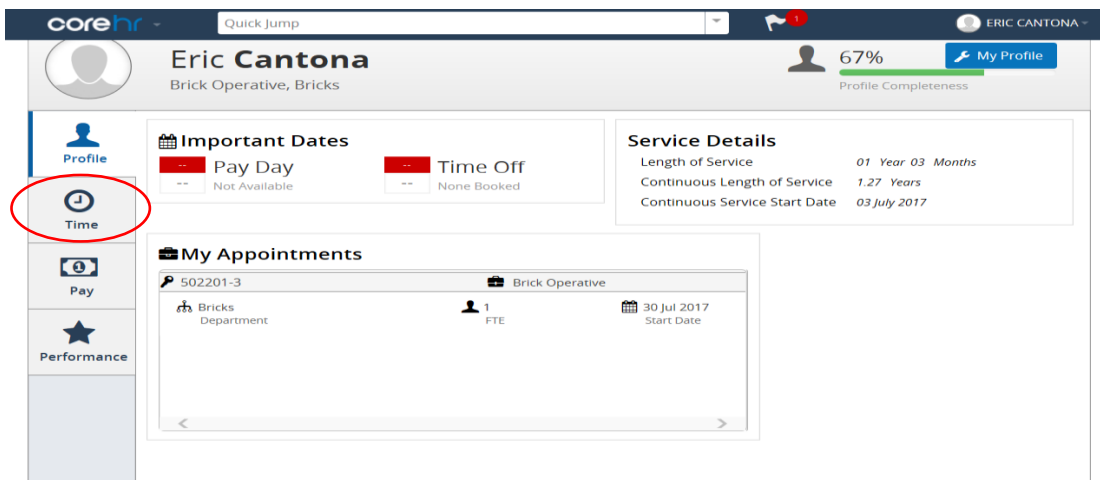 corehr Quick Jump 1 ERIC CANTONA
Eric Cantona
Brick Operative, Bricks
67% My Profile
Profile Completeness
Profile
Time
Pay
Performance
Important Dates
-- Pay Day
-- Not Available
-- Time Off
-- None Booked
Service Details
Length of Service 01 Year 03 Months
Continuous Length of Service 1.27 Years
Continuous Service Start Date 03 July 2017
My Appointments
502201-3 Brick Operative
Bricks 1 30 Jul 2017
Department FTE Start Date